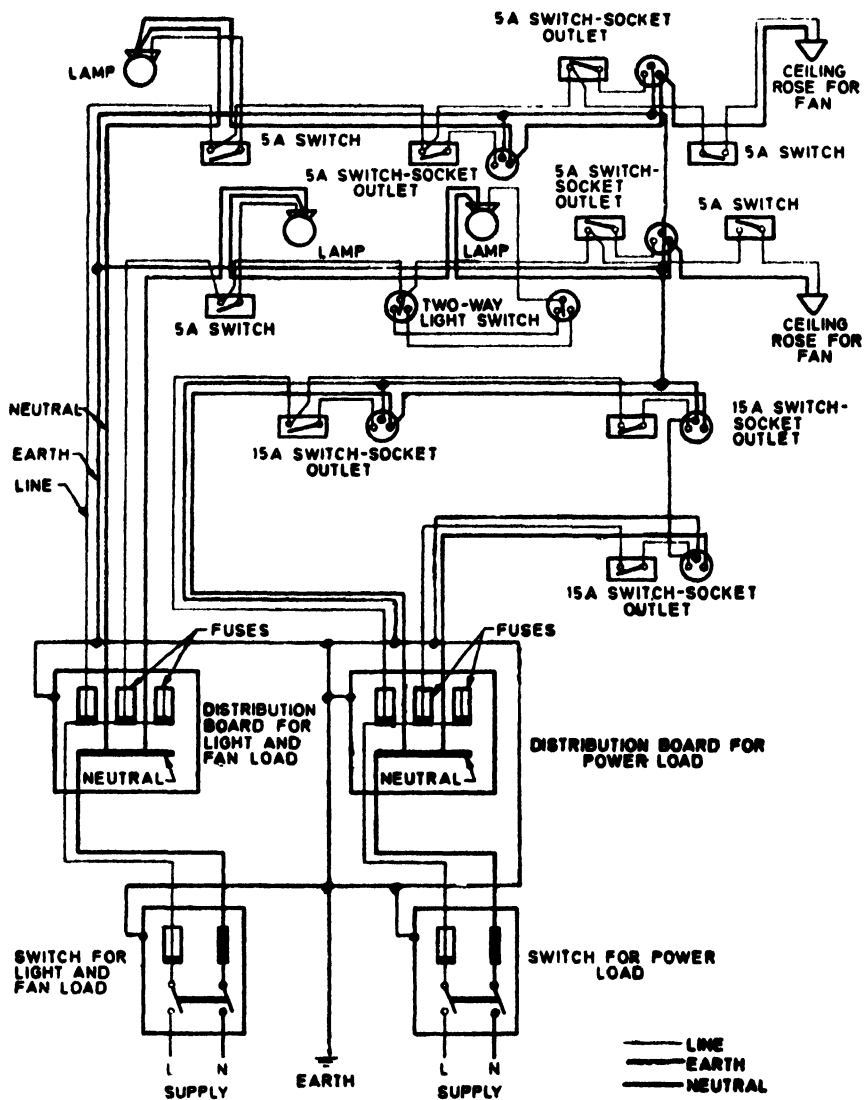 5A SWITCH-SOCKET
OUTLET
LAMP
CEILING
ROSE FOR
FAN
5A SWITCH
5A SWITCH-SOCKET
OUTLET
5A SWITCH-
SOCKET
OUTLET
5A SWITCH
5A SWITCH
LAMP
LAMP
5A SWITCH
TWO-WAY
LIGHT SWITCH
CEILING
ROSE FOR
FAN
NEUTRAL
EARTH
LINE
15A SWITCH-SOCKET
OUTLET
15A SWITCH-
SOCKET
OUTLET
15A SWITCH-SOCKET
OUTLET
FUSES
FUSES
DISTRIBUTION
BOARD FOR
LIGHT AND
FAN LOAD
NEUTRAL
NEUTRAL
DISTRIBUTION BOARD FOR
POWER LOAD
SWITCH FOR
LIGHT AND
FAN LOAD
SWITCH FOR POWER
LOAD
L N
SUPPLY
EARTH
L N
SUPPLY
LINE
EARTH
NEUTRAL